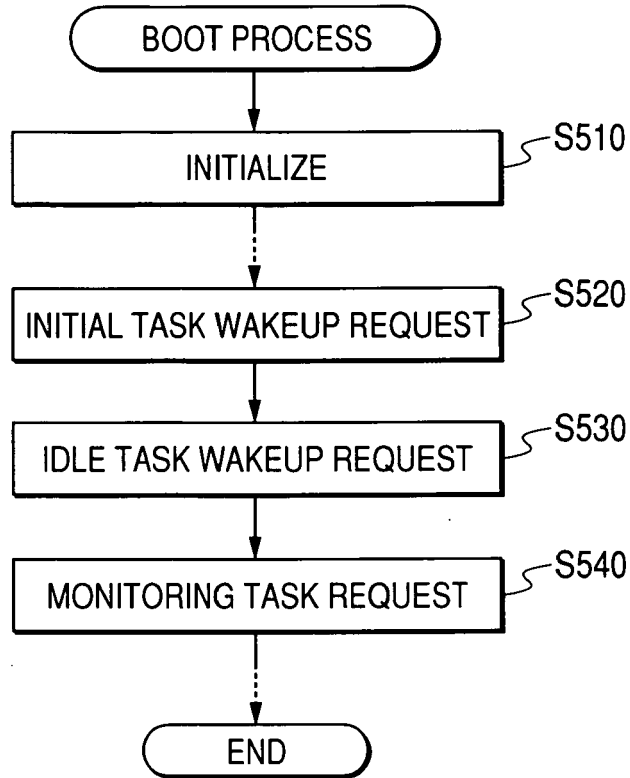 BOOT PROCESS
S510
INITIALIZE
S520
INITIAL TASK WAKEUP REQUEST
S530
IDLE TASK WAKEUP REQUEST
S540
MONITORING TASK REQUEST
END